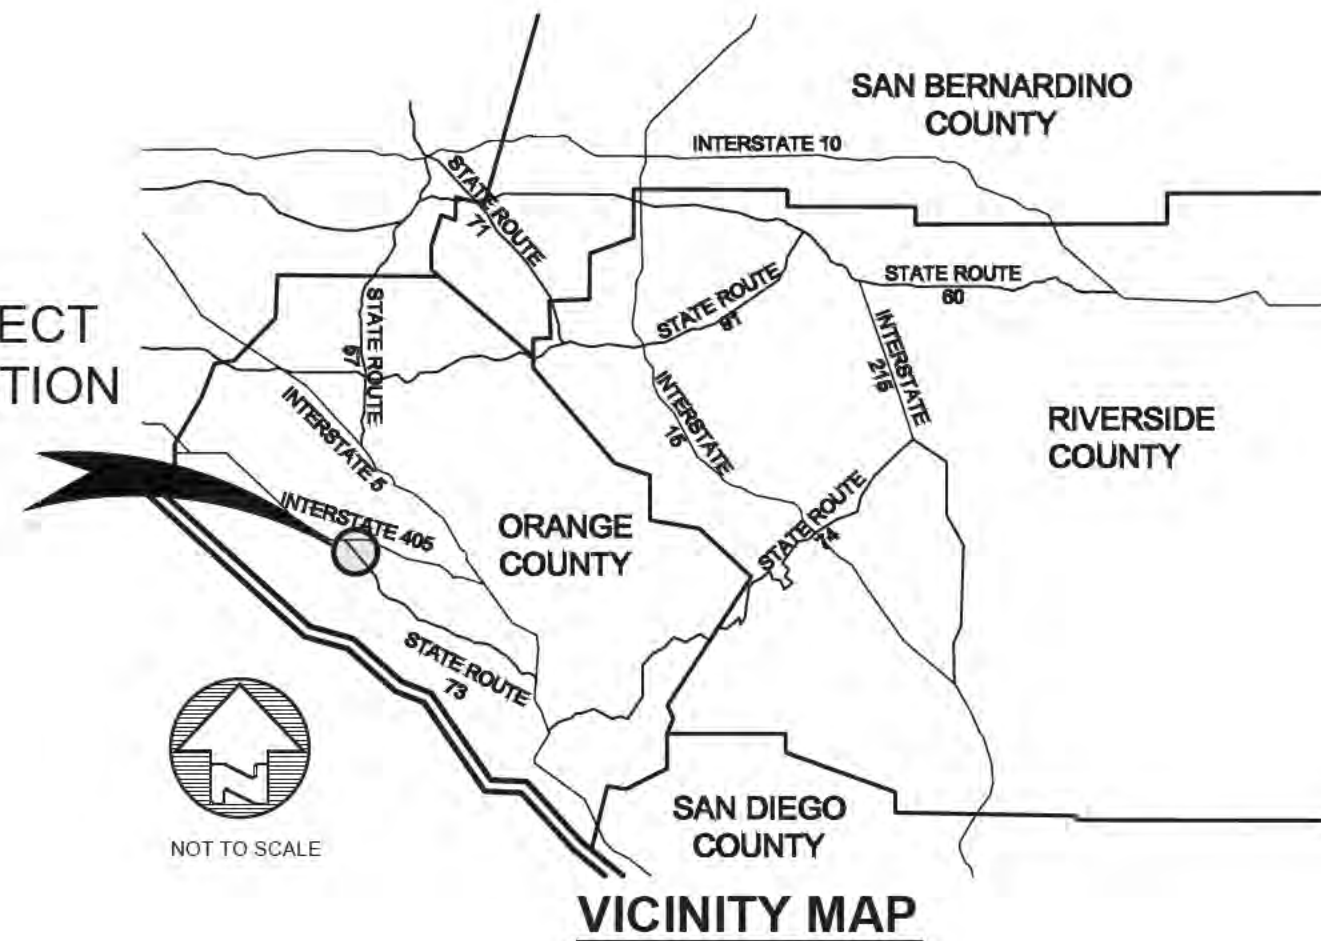 SAN BERNARDINO
COUNTY
INTERSTATE 10
STATE ROUTE
71
STATE ROUTE
60
STATE ROUTE
91
STATE ROUTE
57
INTERSTATE
215
ECT
TION
INTERSTATE 5
INTERSTATE
15
RIVERSIDE
COUNTY
INTERSTATE 405
ORANGE
COUNTY
STATE ROUTE
74
STATE ROUTE
73
N
NOT TO SCALE
SAN DIEGO
COUNTY
VICINITY MAP